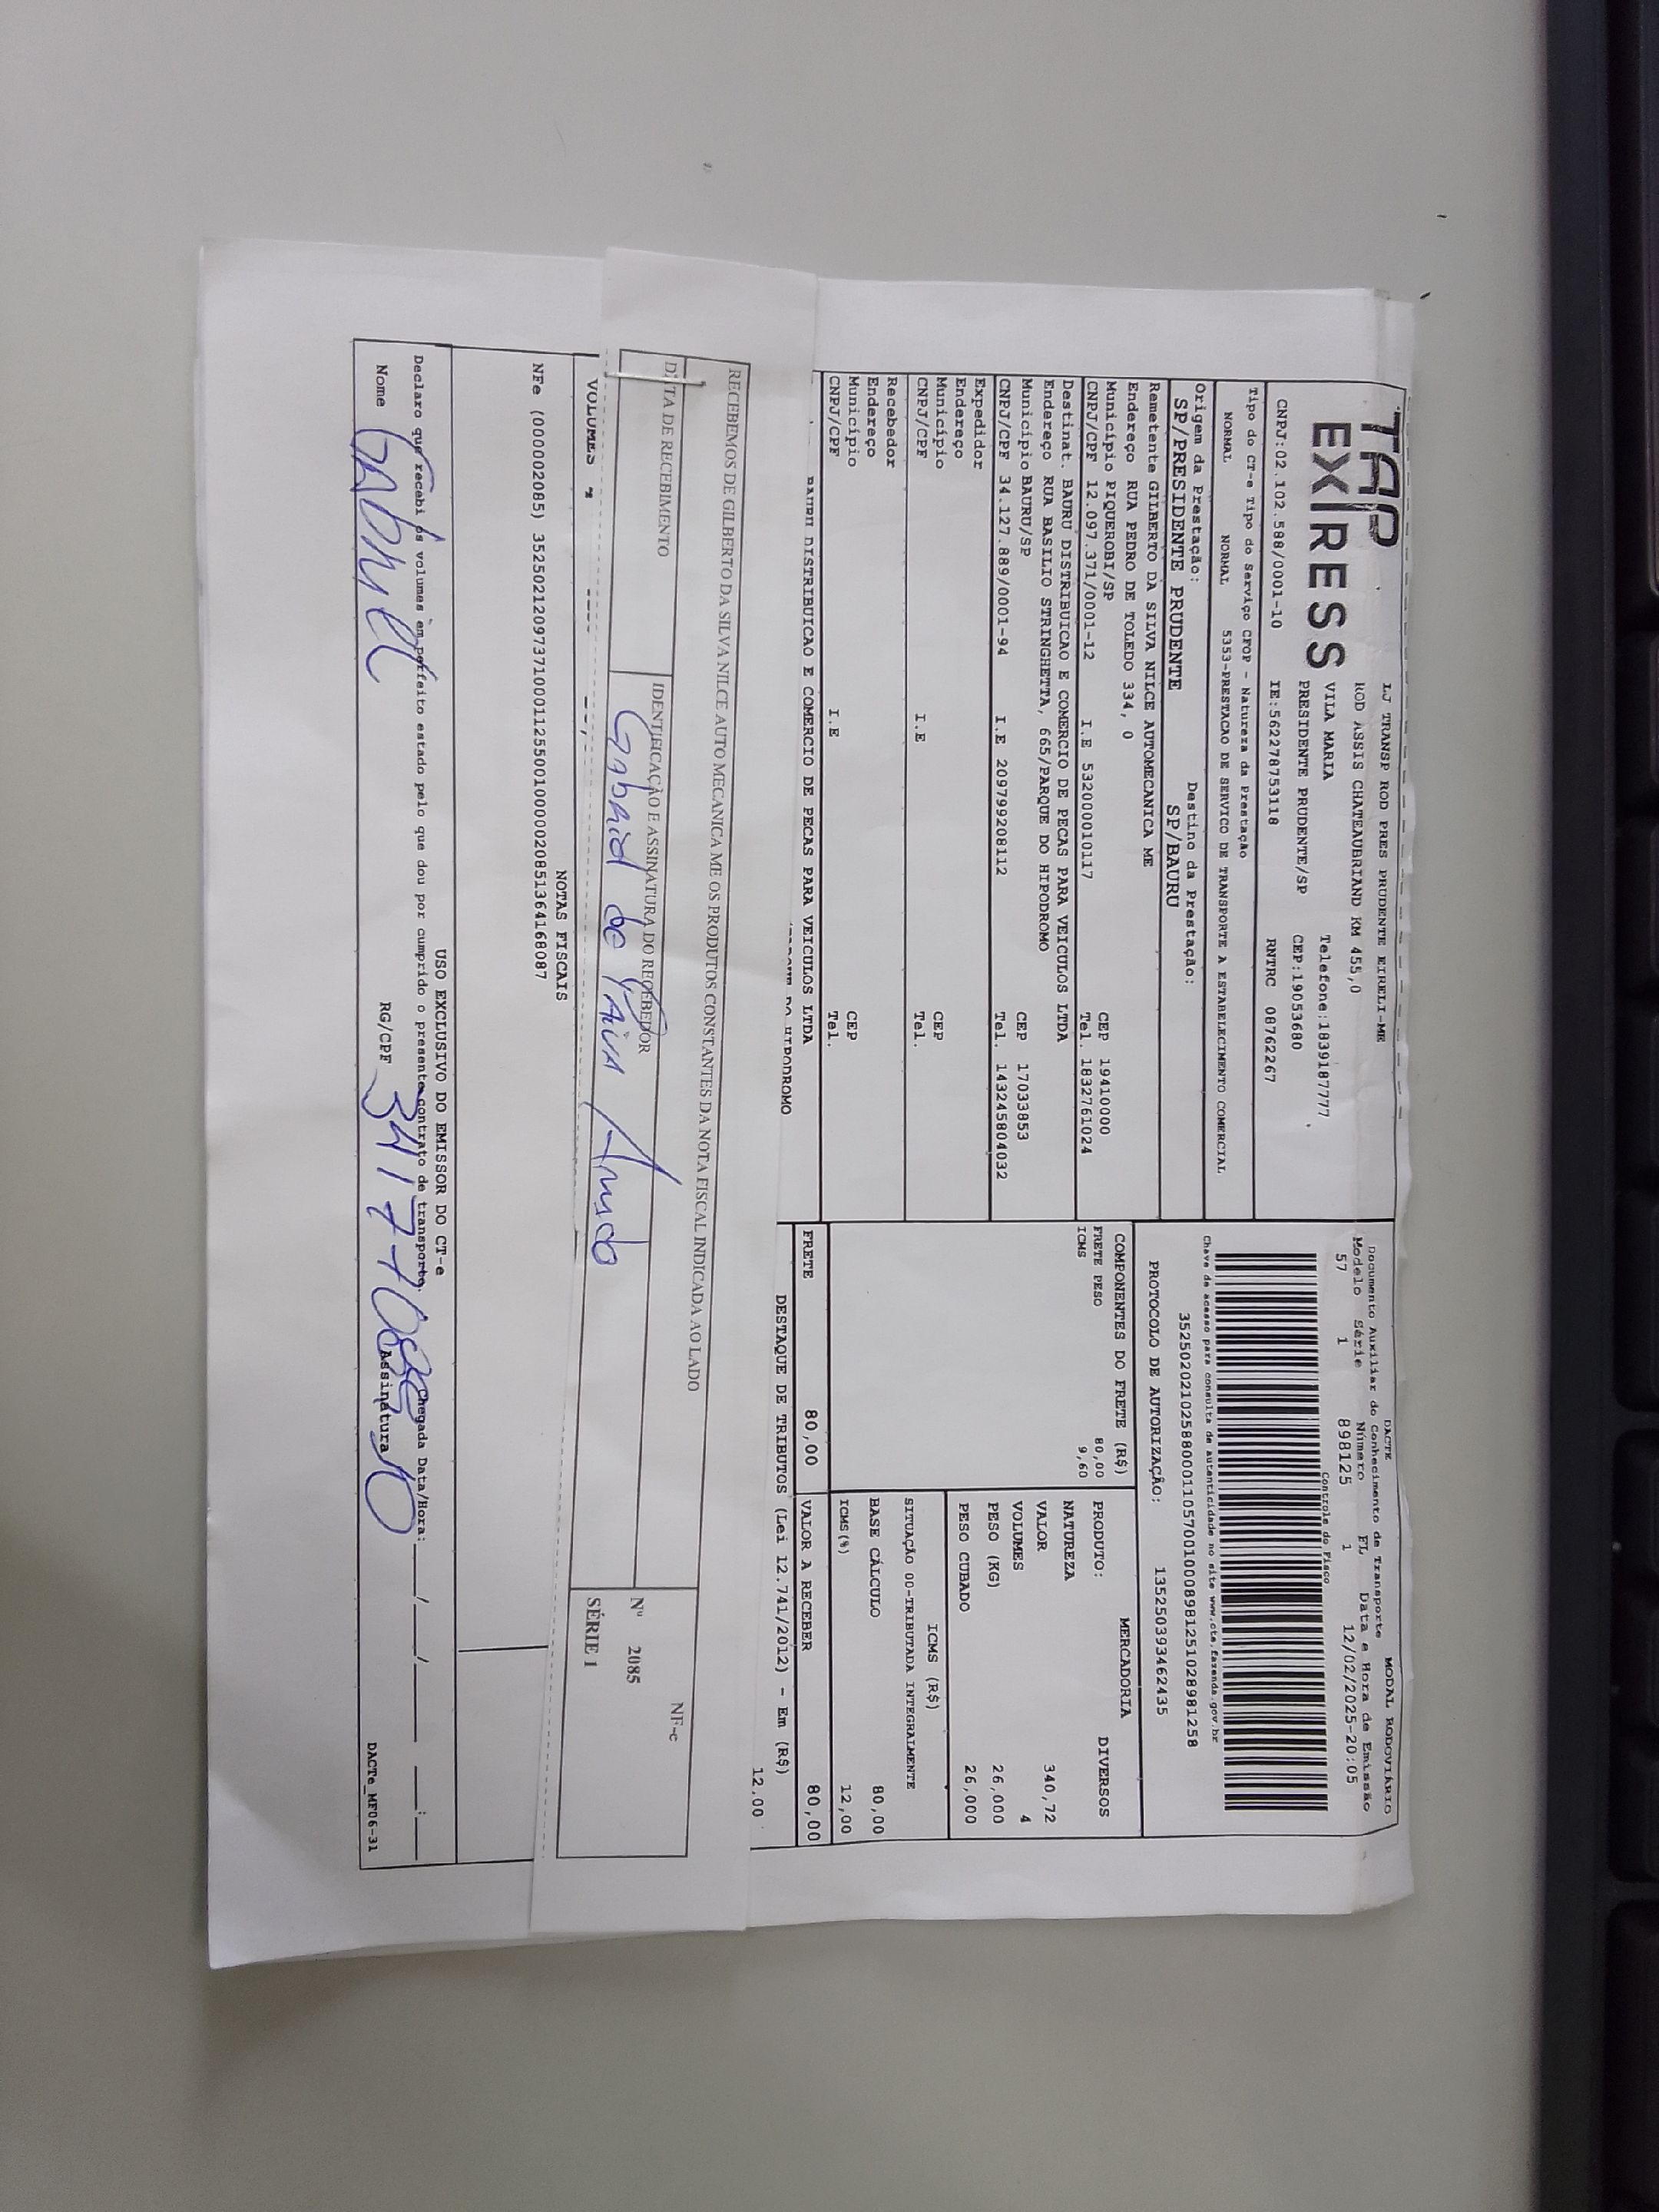 TAP
EXPRESS
LJ TRANSP ROD PRES PRUDENTE EIRELI-ME
ROD ASSIS CHATEAUBRIAND KM 455,0
VILA MARIA Telefone:1839187777
PRESIDENTE PRUDENTE/SP CEP:19053680
CNPJ:02.102.588/0001-10 IE:562278753118 RNTRC 08762267
DACTE MODAL RODOVIÁRIO
Documento Auxiliar do Conhecimento de Transporte
Modelo Série Número FL Data e Hora de Emissão
57 1 898125 1 12/02/2025-20:05
Controle do Fisco
Chave de acesso para consulta de autenticidade no site www.cte.fazenda.gov.br
35250202102588000110570010008981251028981258
PROTOCOLO DE AUTORIZAÇÃO: 135250393462435
Tipo do CT-e Tipo do Serviço CFOP - Natureza da Prestação
NORMAL NORMAL 5353-PRESTACAO DE SERVICO DE TRANSPORTE A ESTABELECIMENTO COMERCIAL
Origem da Prestação: Destino da Prestação:
SP/PRESIDENTE PRUDENTE SP/BAURU
Remetente GILBERTO DA SILVA NILCE AUTOMECANICA ME
Endereço RUA PEDRO DE TOLEDO 334, 0
Município PIQUEROBI/SP CEP 19410000
CNPJ/CPF 12.097.371/0001-12 I.E 532000010117 Tel. 1832761024
Destinat. BAURU DISTRIBUICAO E COMERCIO DE PECAS PARA VEICULOS LTDA
Endereço RUA BASILIO STRINGHETTA, 665/PARQUE DO HIPODROMO
Município BAURU/SP CEP 17033853
CNPJ/CPF 34.127.889/0001-94 I.E 209799208112 Tel. 143245804032
Expedidor
Endereço
Município CEP
CNPJ/CPF I.E Tel.
Recebedor
Endereço
Município CEP
CNPJ/CPF I.E Tel.
BAURU DISTRIBUICAO E COMERCIO DE PECAS PARA VEICULOS LTDA
DO HIPODROMO
COMPONENTES DO FRETE (R$)
FRETE PESO 80,00
ICMS 9,60
MERCADORIA
PRODUTO: DIVERSOS
NATUREZA
VALOR 340,72
VOLUMES 4
PESO (KG) 26,000
PESO CUBADO 26,000
ICMS (R$)
SITUAÇÃO 00-TRIBUTADA INTEGRALMENTE
BASE CÁLCULO 80,00
ICMS(%) 12,00
FRETE 80,00 VALOR A RECEBER 80,00
DESTAQUE DE TRIBUTOS (Lei 12.741/2012) - Em (R$)
12,00
RECEBEMOS DE GILBERTO DA SILVA NILCE AUTO MECANICA ME OS PRODUTOS CONSTANTES DA NOTA FISCAL INDICADA AO LADO
DATA DE RECEBIMENTO IDENTIFICAÇÃO E ASSINATURA DO RECEBEDOR
Gabriel de Paiva
NF-e
Nº 2085
SÉRIE 1
VOLUMES
NOTAS FISCAIS
NFe (000002085) 35250212097371000112550010000020851364168087
USO EXCLUSIVO DO EMISSOR DO CT-e
Declaro que recebi os volumes em perfeito estado pelo que dou por cumprido o presente contrato de transporte. Chegada Data/Hora: ___/___/___ ___:___
Nome Gabriel RG/CPF Assinatura
DACTe_MF06-31